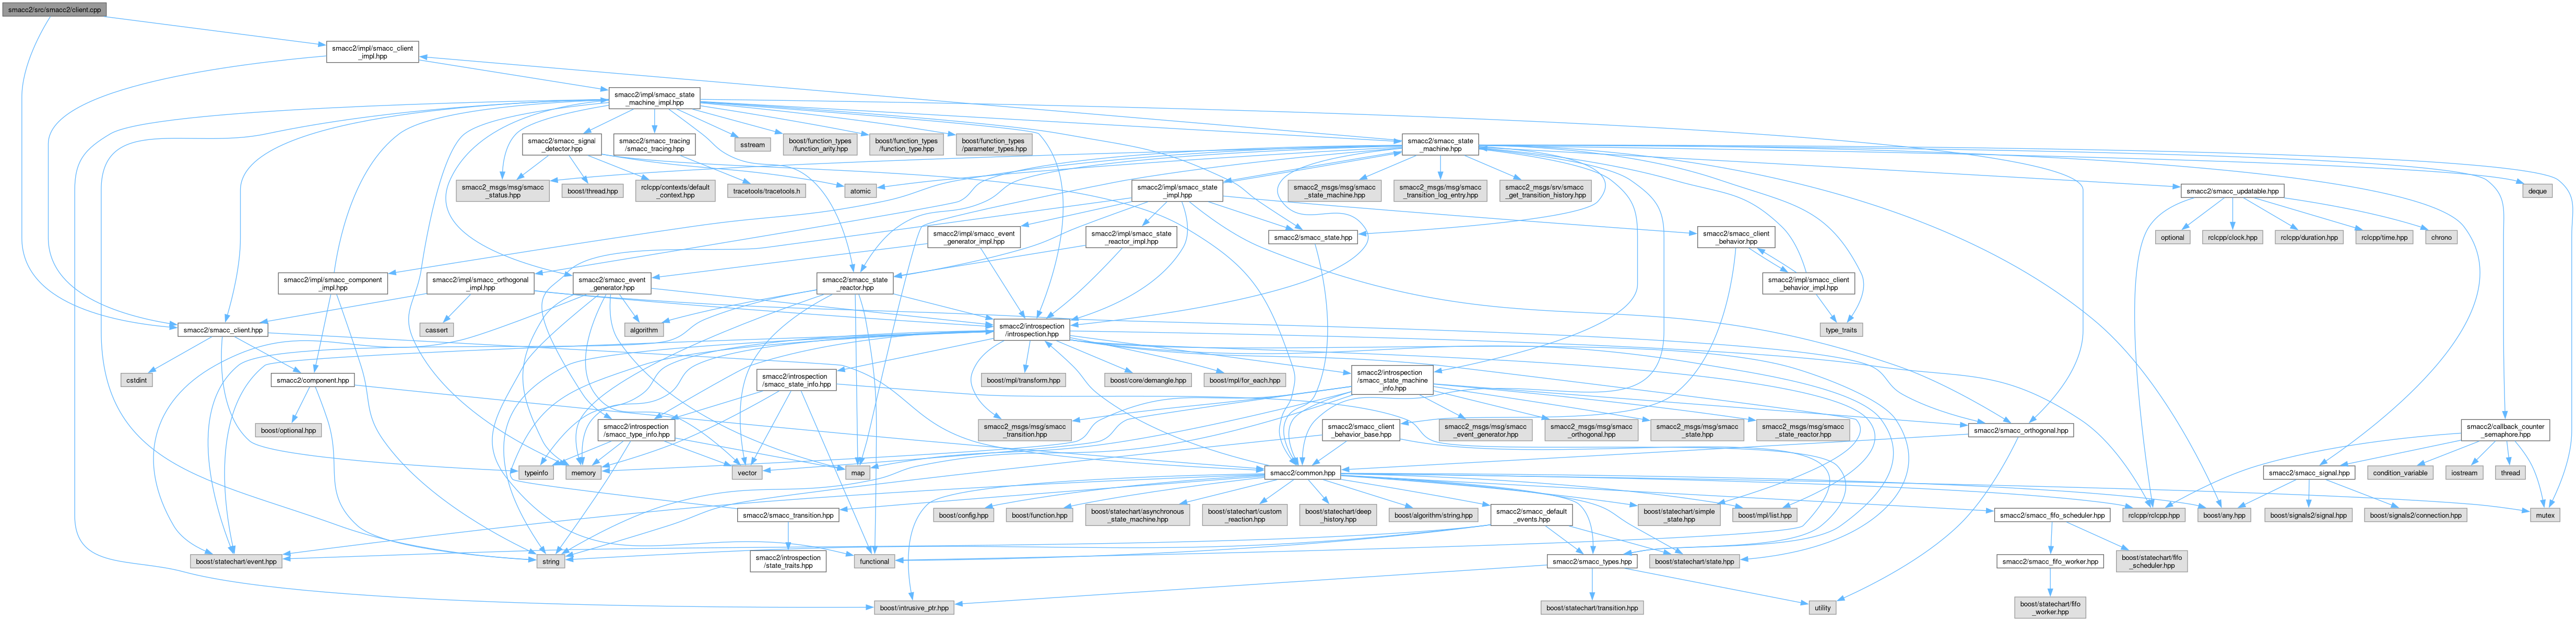 smacc2/src/smacc2/client.cpp
smacc2/impl/smacc_client
_impl.hpp
smacc2/impl/smacc_state
_machine_impl.hpp
smacc2/smacc_signal
_detector.hpp
smacc2/smacc_tracing
/smacc_tracing.hpp
sstream
boost/function_types
/function_arity.hpp
boost/function_types
/function_type.hpp
boost/function_types
/parameter_types.hpp
smacc2/smacc_state
_machine.hpp
smacc2_msgs/msg/smacc
_status.hpp
boost/thread.hpp
rclcpp/contexts/default
_context.hpp
tracetools/tracetools.h
atomic
smacc2/impl/smacc_state
_impl.hpp
smacc2_msgs/msg/smacc
_state_machine.hpp
smacc2_msgs/msg/smacc
_transition_log_entry.hpp
smacc2_msgs/srv/smacc
_get_transition_history.hpp
smacc2/smacc_updatable.hpp
deque
smacc2/impl/smacc_event
_generator_impl.hpp
smacc2/impl/smacc_state
_reactor_impl.hpp
smacc2/smacc_state.hpp
smacc2/smacc_client
_behavior.hpp
optional
rclcpp/clock.hpp
rclcpp/duration.hpp
rclcpp/time.hpp
chrono
smacc2/impl/smacc_component
_impl.hpp
smacc2/impl/smacc_orthogonal
_impl.hpp
smacc2/smacc_event
_generator.hpp
smacc2/smacc_state
_reactor.hpp
smacc2/impl/smacc_client
_behavior_impl.hpp
smacc2/smacc_client.hpp
cassert
algorithm
smacc2/introspection
/introspection.hpp
type_traits
cstdint
smacc2/component.hpp
smacc2/introspection
/smacc_state_info.hpp
boost/mpl/transform.hpp
boost/core/demangle.hpp
boost/mpl/for_each.hpp
smacc2/introspection
/smacc_state_machine
_info.hpp
boost/optional.hpp
smacc2/introspection
/smacc_type_info.hpp
smacc2_msgs/msg/smacc
_transition.hpp
smacc2/smacc_client
_behavior_base.hpp
smacc2_msgs/msg/smacc
_event_generator.hpp
smacc2_msgs/msg/smacc
_orthogonal.hpp
smacc2_msgs/msg/smacc
_state.hpp
smacc2_msgs/msg/smacc
_state_reactor.hpp
smacc2/smacc_orthogonal.hpp
smacc2/callback_counter
_semaphore.hpp
typeinfo
memory
vector
map
smacc2/common.hpp
smacc2/smacc_signal.hpp
condition_variable
iostream
thread
smacc2/smacc_transition.hpp
boost/config.hpp
boost/function.hpp
boost/statechart/asynchronous
_state_machine.hpp
boost/statechart/custom
_reaction.hpp
boost/statechart/deep
_history.hpp
boost/algorithm/string.hpp
smacc2/smacc_default
_events.hpp
boost/statechart/simple
_state.hpp
boost/mpl/list.hpp
smacc2/smacc_fifo_scheduler.hpp
rclcpp/rclcpp.hpp
boost/any.hpp
boost/signals2/signal.hpp
boost/signals2/connection.hpp
mutex
boost/statechart/event.hpp
string
smacc2/introspection
/state_traits.hpp
functional
smacc2/smacc_types.hpp
boost/statechart/state.hpp
smacc2/smacc_fifo_worker.hpp
boost/statechart/fifo
_scheduler.hpp
boost/intrusive_ptr.hpp
boost/statechart/transition.hpp
utility
boost/statechart/fifo
_worker.hpp